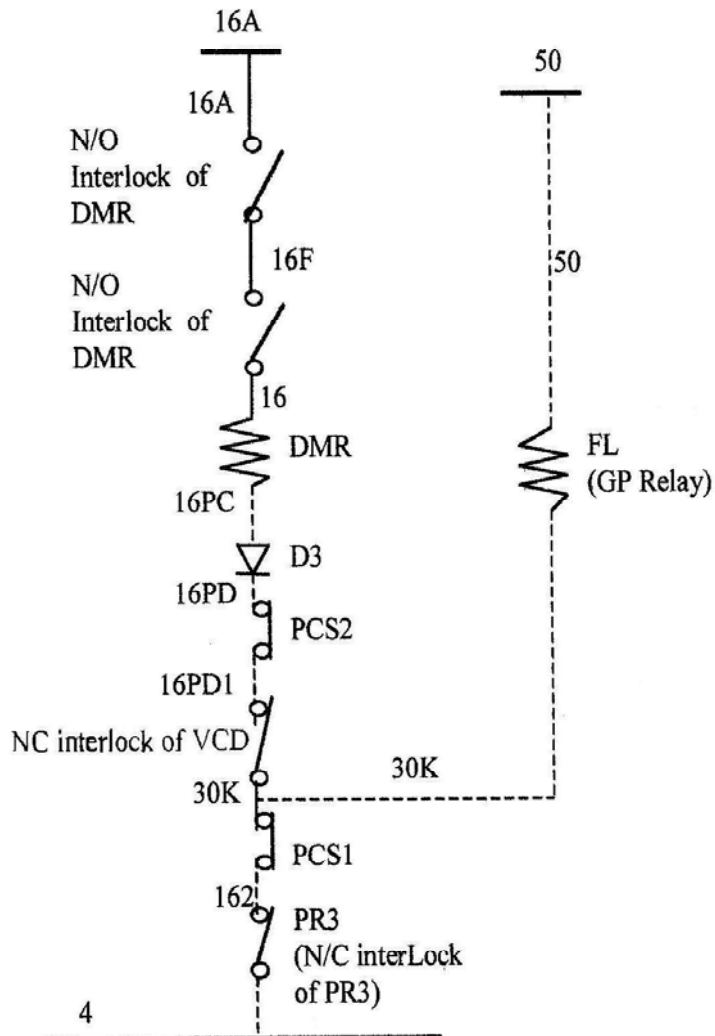 16A
50
16A
N/O
Interlock of
DMR
16F
50
N/O
Interlock of
DMR
16
DMR
FL
(GP Relay)
16PC
D3
16PD
PCS2
16PD1
NC interlock of VCD
30K
30K
PCS1
162
PR3
(N/C interLock
of PR3)
4